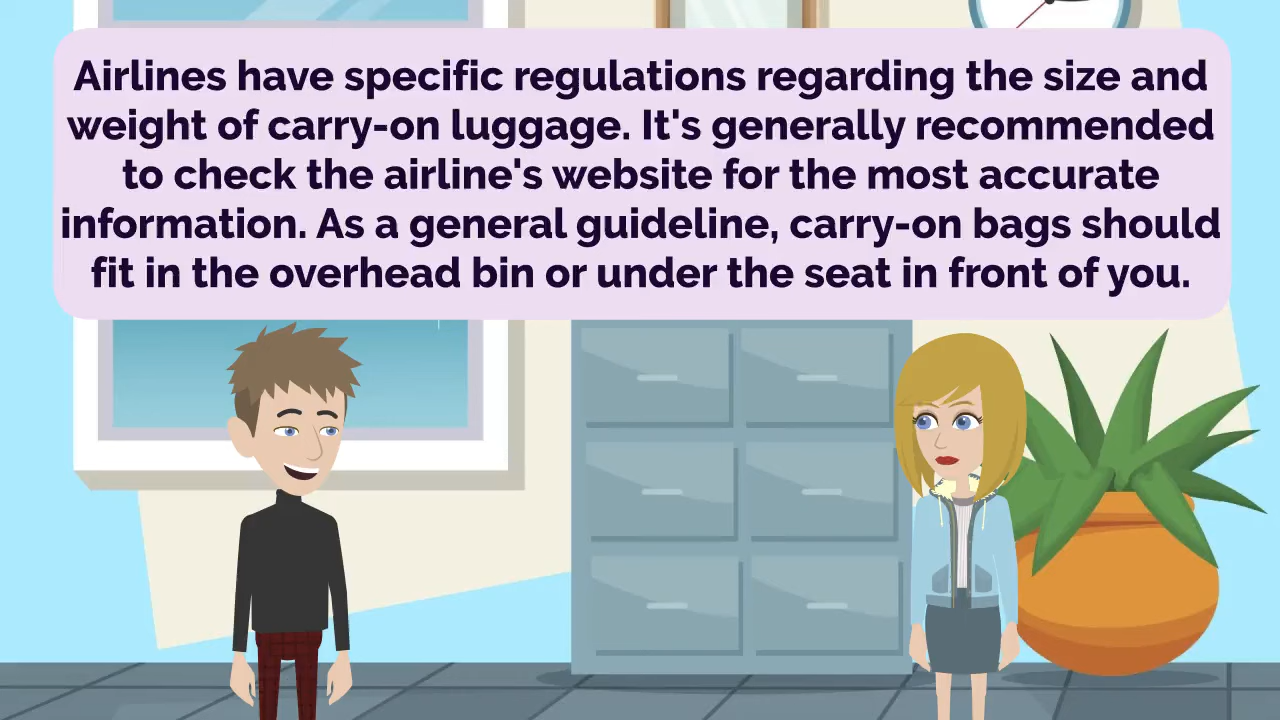 Airlines have specific regulations regarding the size and
weight of carry-on luggage. It's generally recommended
to check the airline's website for the most accurate
information. As a general guideline, carry-on bags should
fit in the overhead bin or under the seat in front of you.